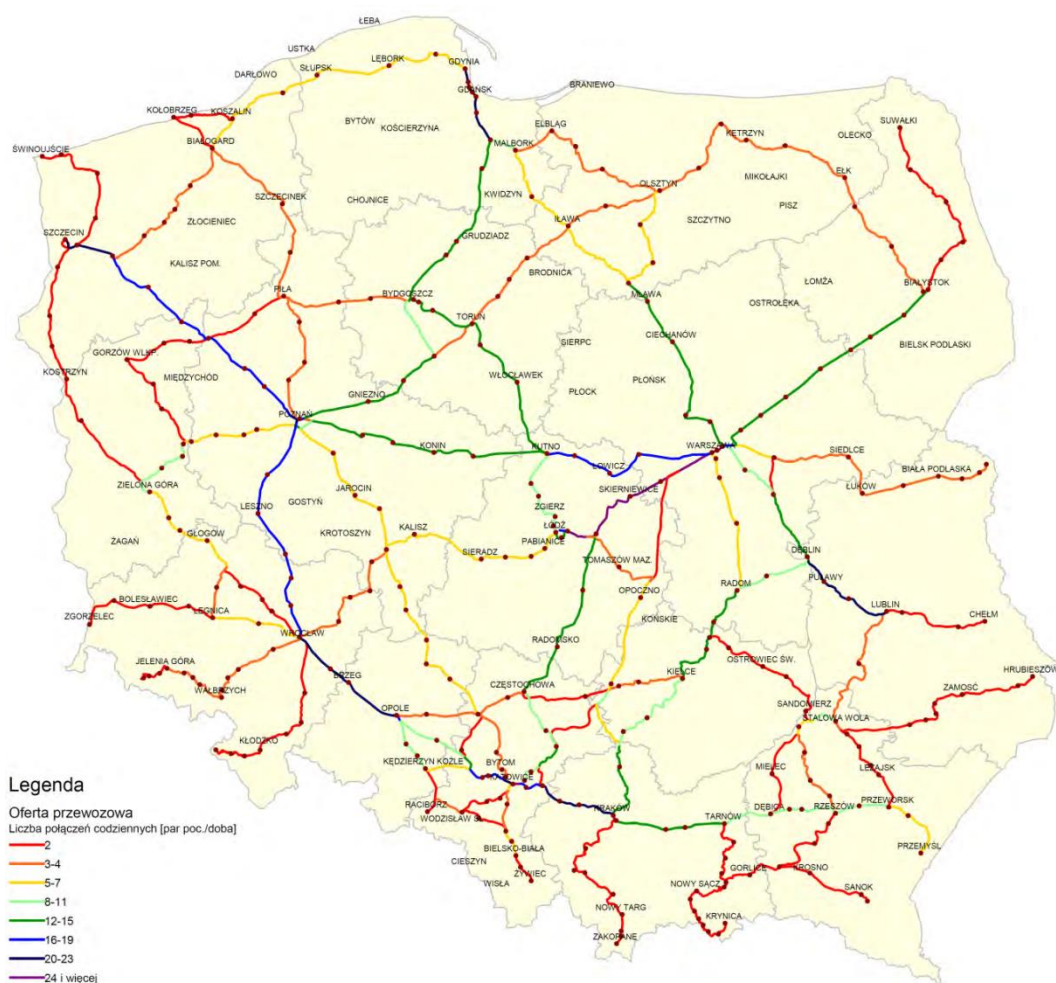 ŁEBA
USTKA
LĘBORK
GDYNIA
SŁUPSK
DARŁOWO
GDAŃSK
BRANIEWO
KOŁOBRZEG
KOSZALIN
BYTÓW
KOŚCIERZYNA
ELBLĄG
KĘTRZYN
OLECKO
SUWAŁKI
BIAŁOGARD
MALBORK
ŚWINOUJŚCIE
OLSZTYN
MIKOŁAJKI
EŁK
SZCZECINEK
CHOJNICE
KWIDZYN
PISZ
ZŁOCIENIEC
IŁAWA
SZCZYTNO
SZCZECIN
GRUDZIADZ
KALISZ POM.
BRODNICA
ŁOMŻA
PIŁA
BYDGOSZCZ
MŁAWA
OSTROŁĘKA
BIAŁYSTOK
TORUŃ
CIECHANÓW
SIERPC
BIELSK PODLASKI
GORZÓW WLKP.
KOSTRZYN
MIĘDZYCHÓD
WŁOCŁAWEK
PŁOCK
PŁOŃSK
GNIEZNO
POZNAŃ
KONIN
KUTNO
WARSZAWA
SIEDLCE
ŁOWICZ
BIAŁA PODLASKA
ZIELONA GÓRA
SKIERNIEWICE
ŁUKÓW
JAROCIN
GOSTYŃ
LESZNO
ZGIERZ
ŁÓDŹ
KROTOSZYN
KALISZ
PABIANICE
ŻAGAŃ
GŁOGÓW
SIERADZ
DĘBLIN
TOMASZÓW MAZ.
PUŁAWY
RADOM
OPOCZNO
BOLESŁAWIEC
LEGNICA
LUBLIN
CHEŁM
ZGORZELEC
KOŃSKIE
WROCŁAW
RADOMSKO
JELENIA GÓRA
OSTROWIEC ŚW.
HRUBIESZÓW
BRZEG
KIELCE
WAŁBRZYCH
CZĘSTOCHOWA
ZAMOŚĆ
SANDOMIERZ
OPOLE
STALOWA WOLA
KŁODZKO
KĘDZIERZYN KOŹLE
BYTOM
KATOWICE
MIELEC
LEŻAJSK
RACIBÓRZ
KRAKÓW
DĘBICA
RZESZÓW
PRZEWORSK
WODZISŁAW Ś.
TARNÓW
PRZEMYŚL
BIELSKO-BIAŁA
CIESZYN
GORLICE
KROSNO
ŻYWIEC
WISŁA
NOWY SĄCZ
SANOK
NOWY TARG
KRYNICA
ZAKOPANE
Legenda
Oferta przewozowa
Liczba połączeń codziennych [par poc./doba]
2
3-4
5-7
8-11
12-15
16-19
20-23
24 i więcej